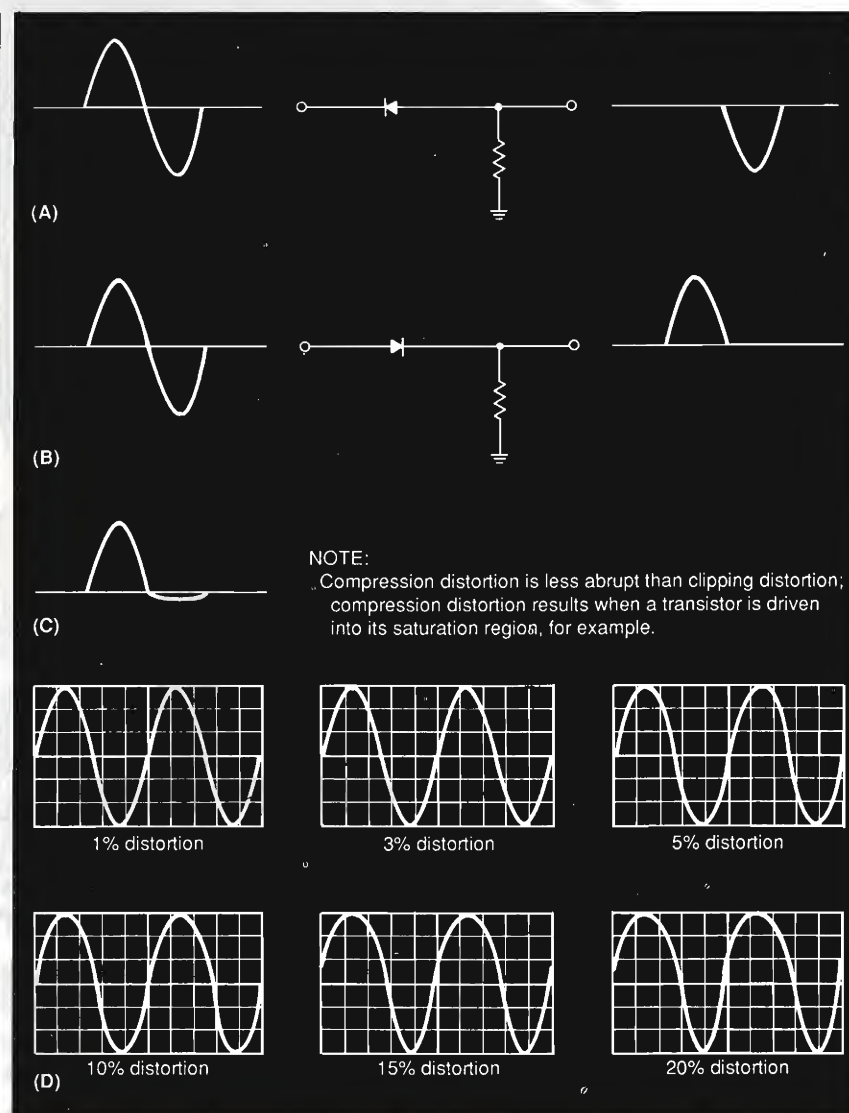 (A)
(B)
(C)
NOTE:
Compression distortion is less abrupt than clipping distortion;
compression distortion results when a transistor is driven
into its saturation region, for example.
1% distortion
3% distortion
5% distortion
10% distortion
15% distortion
20% distortion
(D)